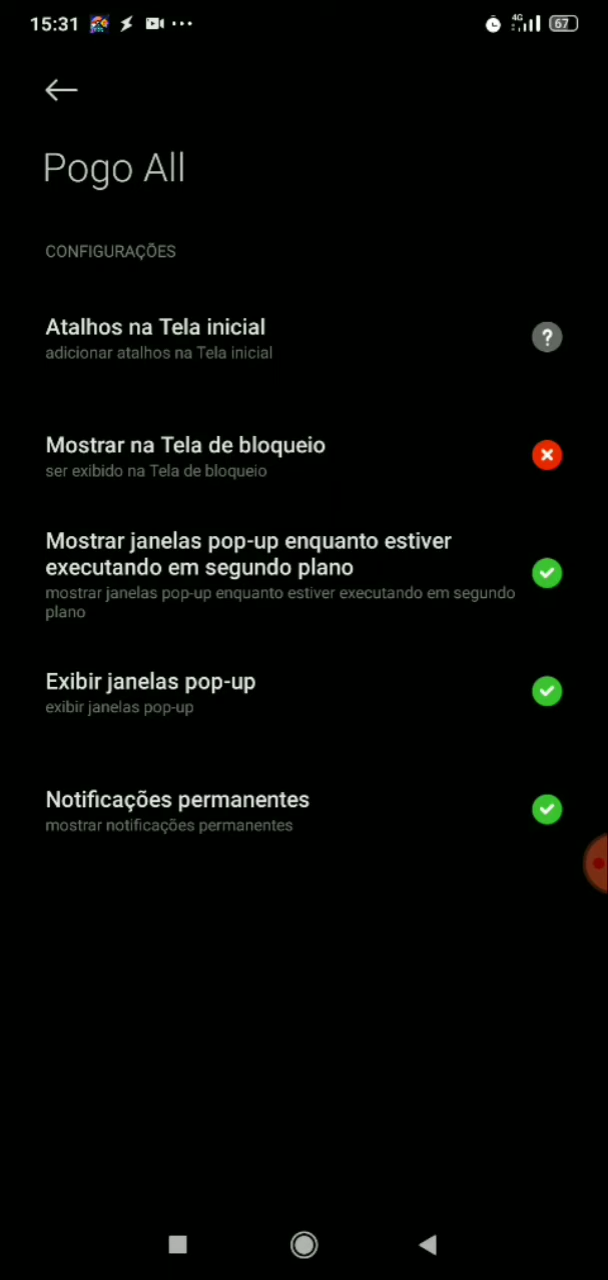 15:31
4G
67
Pogo All
CONFIGURAÇÕES
Atalhos na Tela inicial
adicionar atalhos na Tela inicial
?
Mostrar na Tela de bloqueio
ser exibido na Tela de bloqueio
Mostrar janelas pop-up enquanto estiver
executando em segundo plano
mostrar janelas pop-up enquanto estiver executando em segundo
plano
Exibir janelas pop-up
exibir janelas pop-up
Notificações permanentes
mostrar notificações permanentes